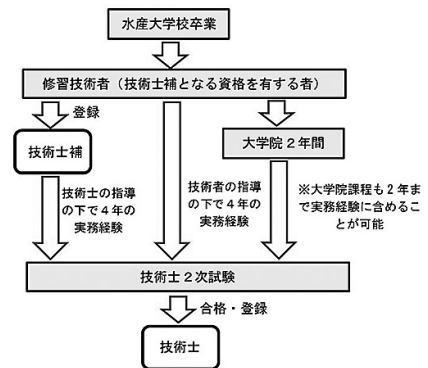 水産大学校卒業
修習技術者（技術士補となる資格を有する者）
登録
技術士補
大学院２年間
技術士の指導
の下で４年の
実務経験
技術者の指導
の下で４年の
実務経験
※大学院課程も２年ま
で実務経験に含めるこ
とが可能
技術士２次試験
合格・登録
技術士